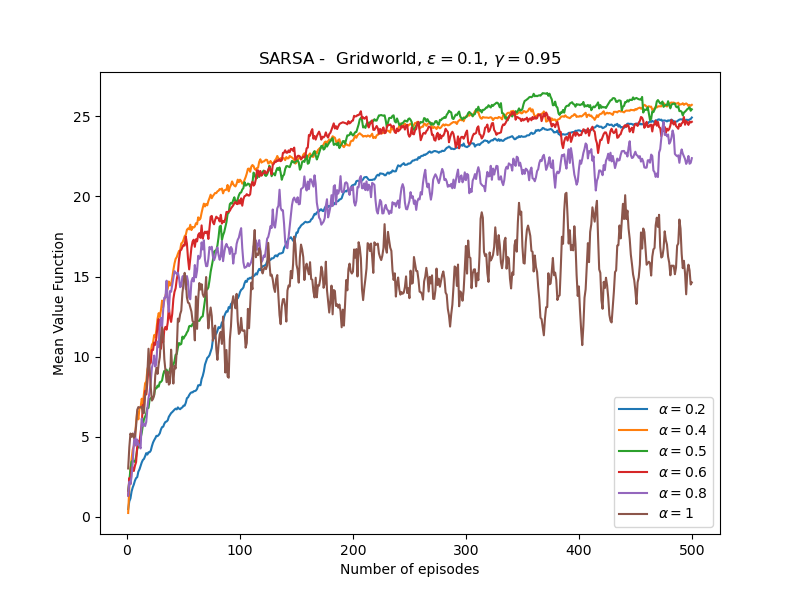 SARSA -  Gridworld, ε = 0.1, γ = 0.95
Mean Value Function
25
20
15
10
5
0
0 100 200 300 400 500
Number of episodes
α = 0.2
α = 0.4
α = 0.5
α = 0.6
α = 0.8
α = 1